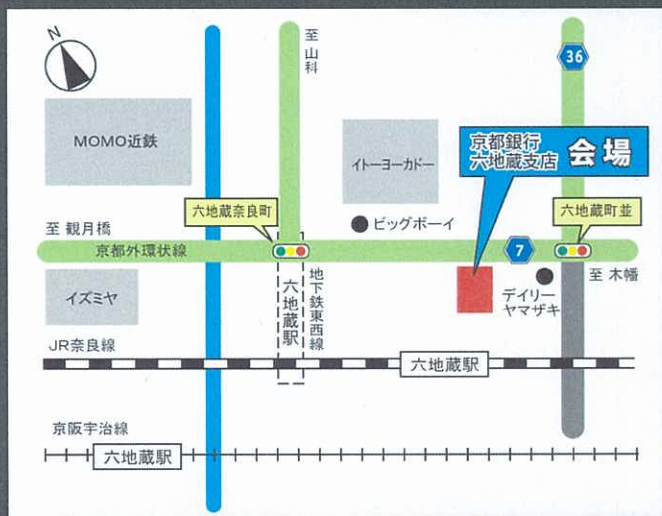 N
至山科
36
MOMO近鉄
イトーヨーカドー
京都銀行
六地蔵支店
会場
六地蔵奈良町
ビッグボーイ
六地蔵町並
至 観月橋
京都外環状線
7
至 木幡
イズミヤ
六地蔵駅
地下鉄東西線
デイリー
ヤマザキ
JR奈良線
六地蔵駅
京阪宇治線
六地蔵駅